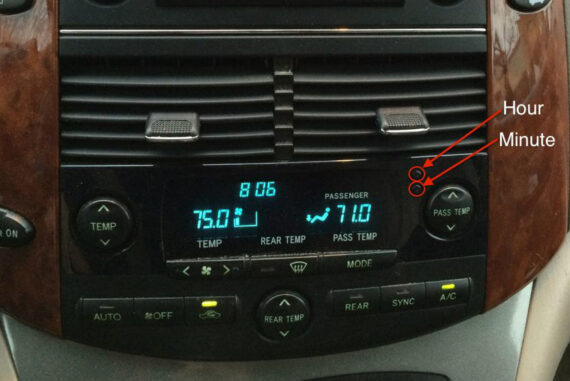 Hour
Minute
8:06
PASSENGER
75.0
71.0
TEMP
TEMP
REAR TEMP
PASS TEMP
PASS TEMP
R ON
MODE
AUTO
OFF
REAR
SYNC
A/C
REAR TEMP